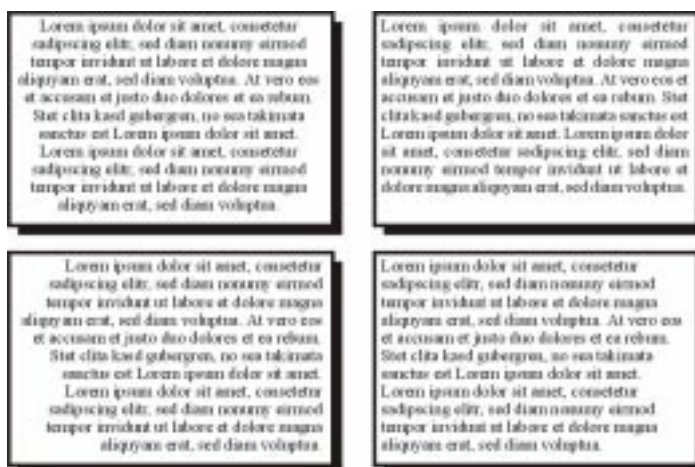 Lorem ipsum dolor sit amet, consetetur
sadipscing elitr, sed diam nonumy eirmod
tempor invidunt ut labore et dolore magna
aliquyam erat, sed diam voluptua. At vero eos
et accusam et justo duo dolores et ea rebum.
Stet clita kasd gubergren, no sea takimata
sanctus est Lorem ipsum dolor sit amet.
Lorem ipsum dolor sit amet, consetetur
sadipscing elitr, sed diam nonumy eirmod
tempor invidunt ut labore et dolore magna
aliquyam erat, sed diam voluptua.
Lorem ipsum dolor sit amet, consetetur
sadipscing elitr, sed diam nonumy eirmod
tempor invidunt ut labore et dolore magna
aliquyam erat, sed diam voluptua. At vero eos et
accusam et justo duo dolores et ea rebum. Stet
clita kasd gubergren, no sea takimata sanctus est
Lorem ipsum dolor sit amet. Lorem ipsum dolor
sit amet, consetetur sadipscing elitr, sed diam
nonumy eirmod tempor invidunt ut labore et
dolore magna aliquyam erat, sed diam voluptua.
Lorem ipsum dolor sit amet, consetetur
sadipscing elitr, sed diam nonumy eirmod
tempor invidunt ut labore et dolore magna
aliquyam erat, sed diam voluptua. At vero eos
et accusam et justo duo dolores et ea rebum.
Stet clita kasd gubergren, no sea takimata
sanctus est Lorem ipsum dolor sit amet.
Lorem ipsum dolor sit amet, consetetur
sadipscing elitr, sed diam nonumy eirmod
tempor invidunt ut labore et dolore magna
aliquyam erat, sed diam voluptua.
Lorem ipsum dolor sit amet, consetetur
sadipscing elitr, sed diam nonumy eirmod
tempor invidunt ut labore et dolore magna
aliquyam erat, sed diam voluptua. At vero eos
et accusam et justo duo dolores et ea rebum.
Stet clita kasd gubergren, no sea takimata
sanctus est Lorem ipsum dolor sit amet.
Lorem ipsum dolor sit amet, consetetur
sadipscing elitr, sed diam nonumy eirmod
tempor invidunt ut labore et dolore magna
aliquyam erat, sed diam voluptua.